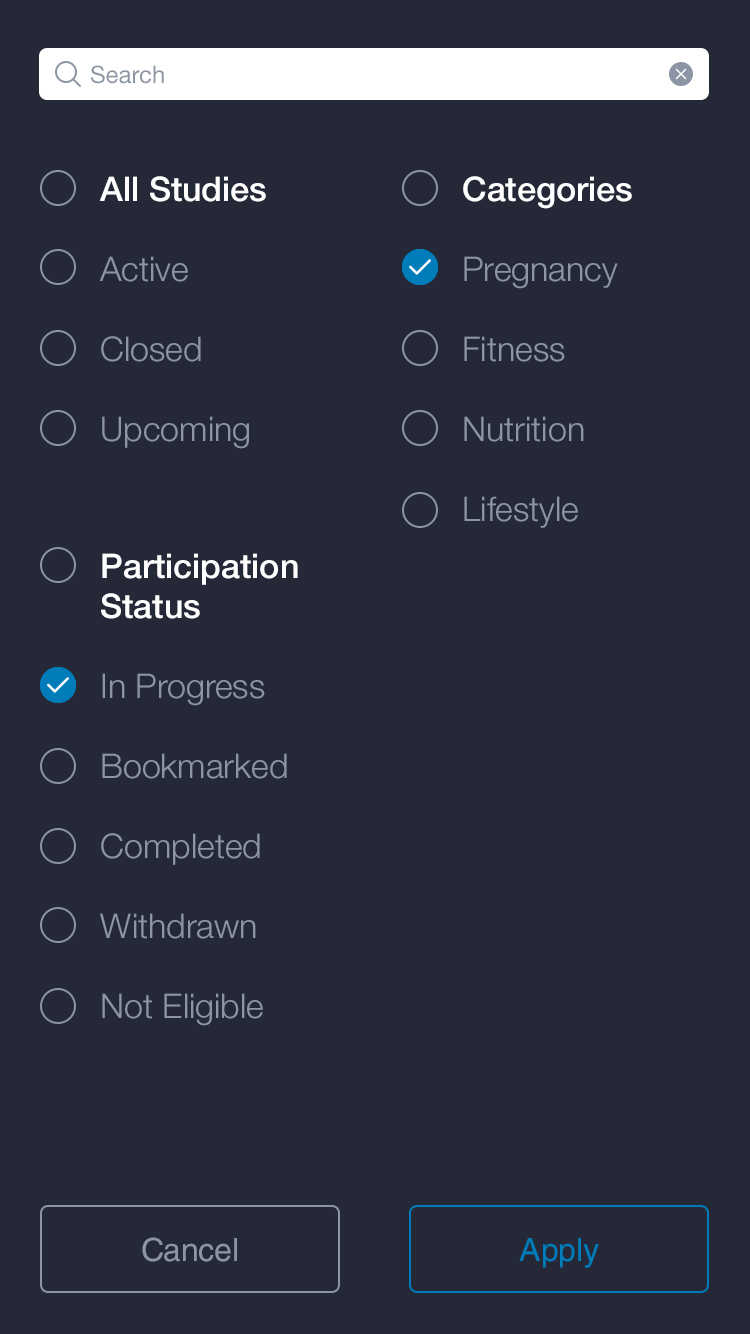 Search
All Studies
Active
Closed
Upcoming
Categories
Pregnancy
Fitness
Nutrition
Lifestyle
Participation
Status
In Progress
Bookmarked
Completed
Withdrawn
Not Eligible
Cancel
Apply